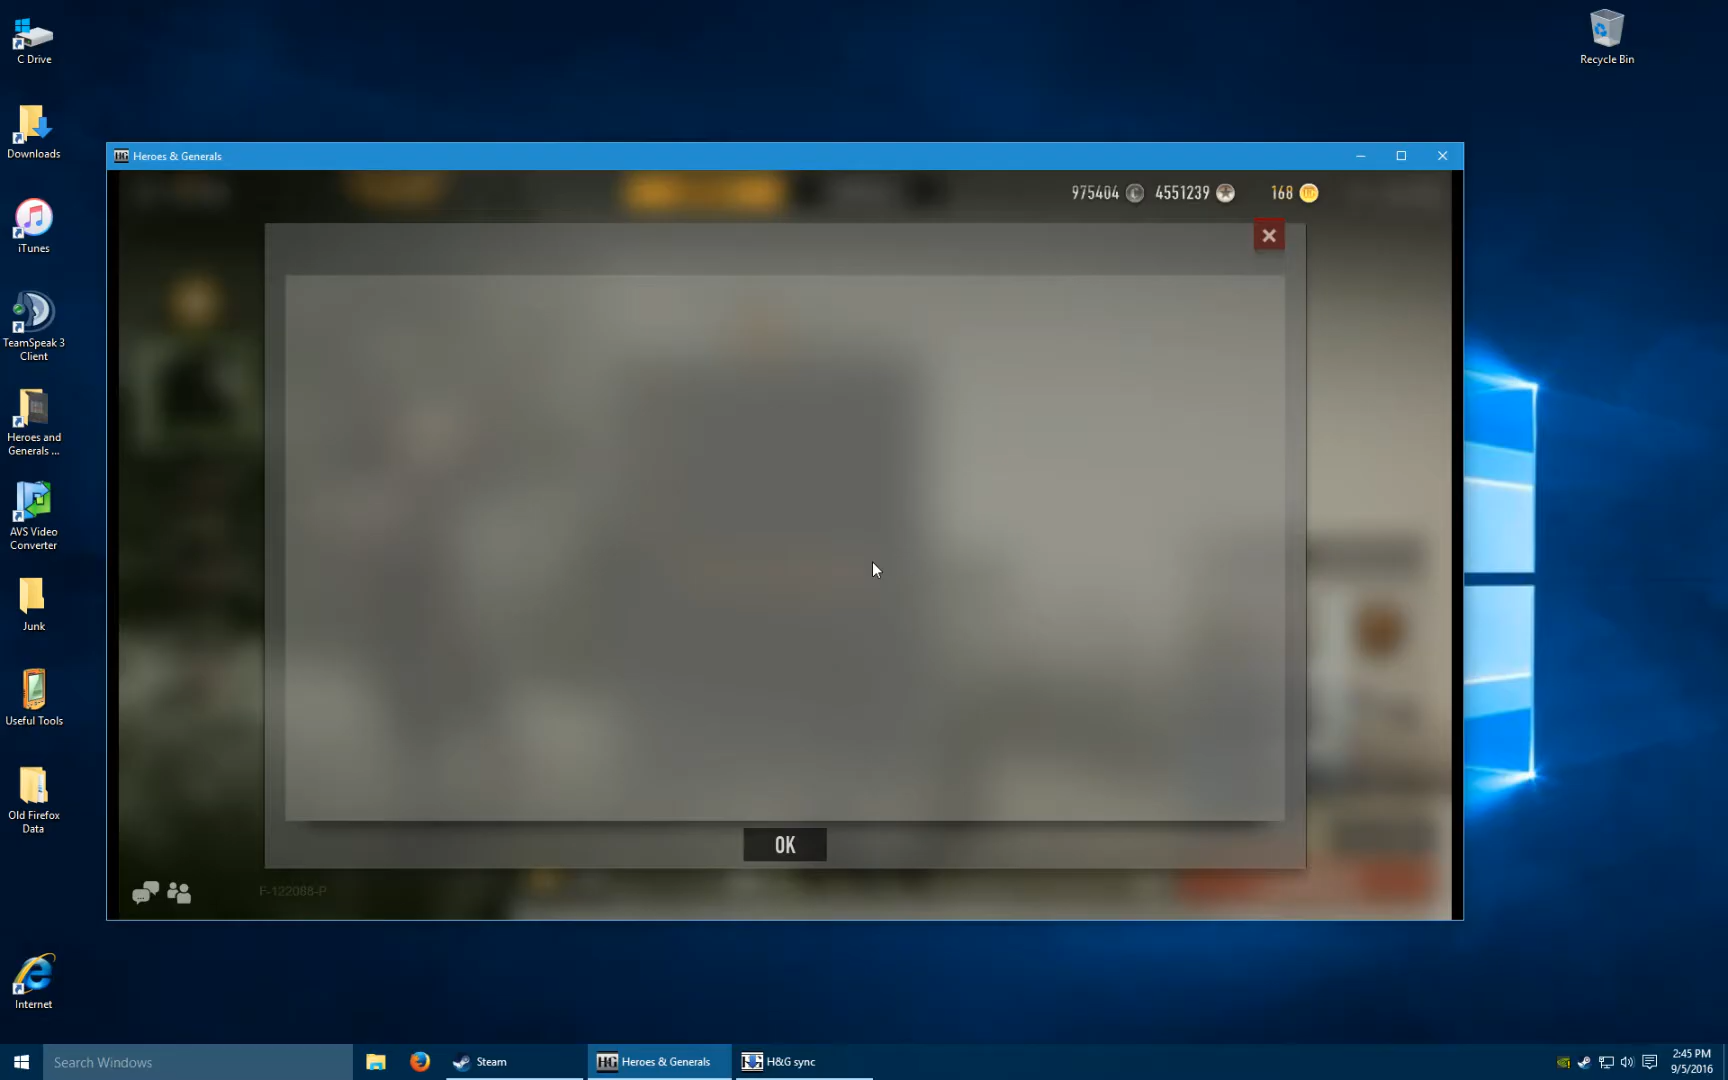 C Drive
Recycle Bin
Downloads
HG Heroes & Generals
975404 4551239 168
iTunes
TeamSpeak 3
Client
Heroes and
Generals ...
AVS Video
Converter
Junk
Useful Tools
Old Firefox
Data
OK
F-122088-P
Internet
Search Windows
Steam
HG Heroes & Generals
H&G sync
2:45 PM
9/5/2016